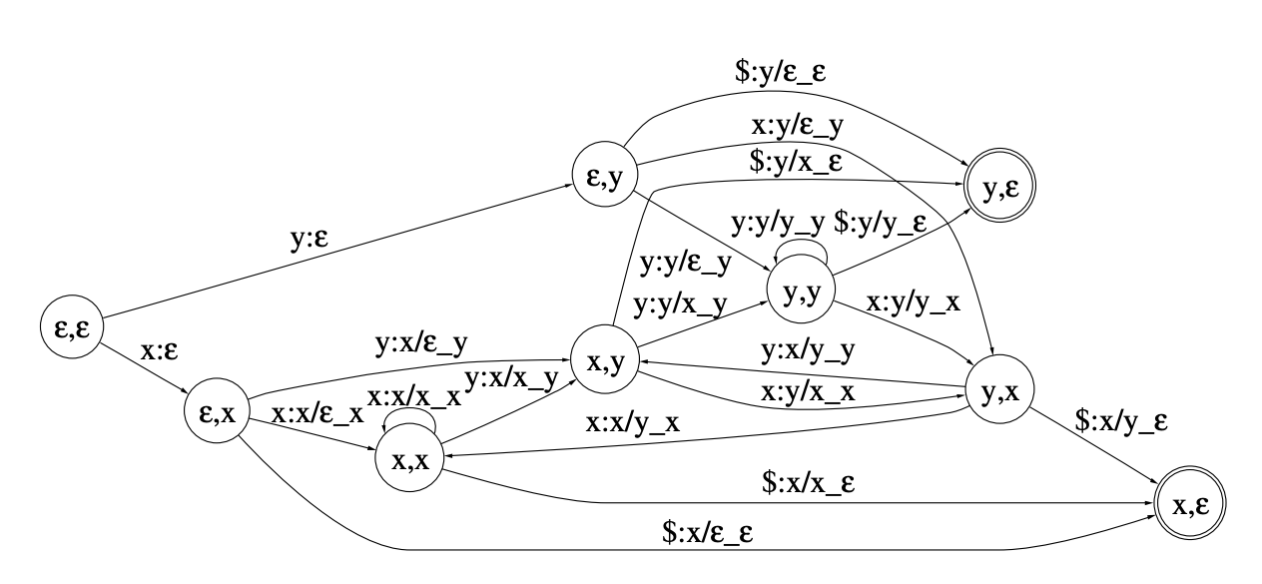 $:y/ε_ε
x:y/ε_y
$:y/x_ε
ε,y
y,ε
y:y/y_y
$:y/y_ε
y:ε
y:y/ε_y
y,y
y:y/x_y
x:y/y_x
ε,ε
x:ε
y:x/ε_y
x,y
y:x/y_y
y:x/x_y
x:x/x_x
x:y/x_x
y,x
ε,x
x:x/ε_x
x:x/y_x
$:x/y_ε
x,x
$:x/x_ε
x,ε
$:x/ε_ε